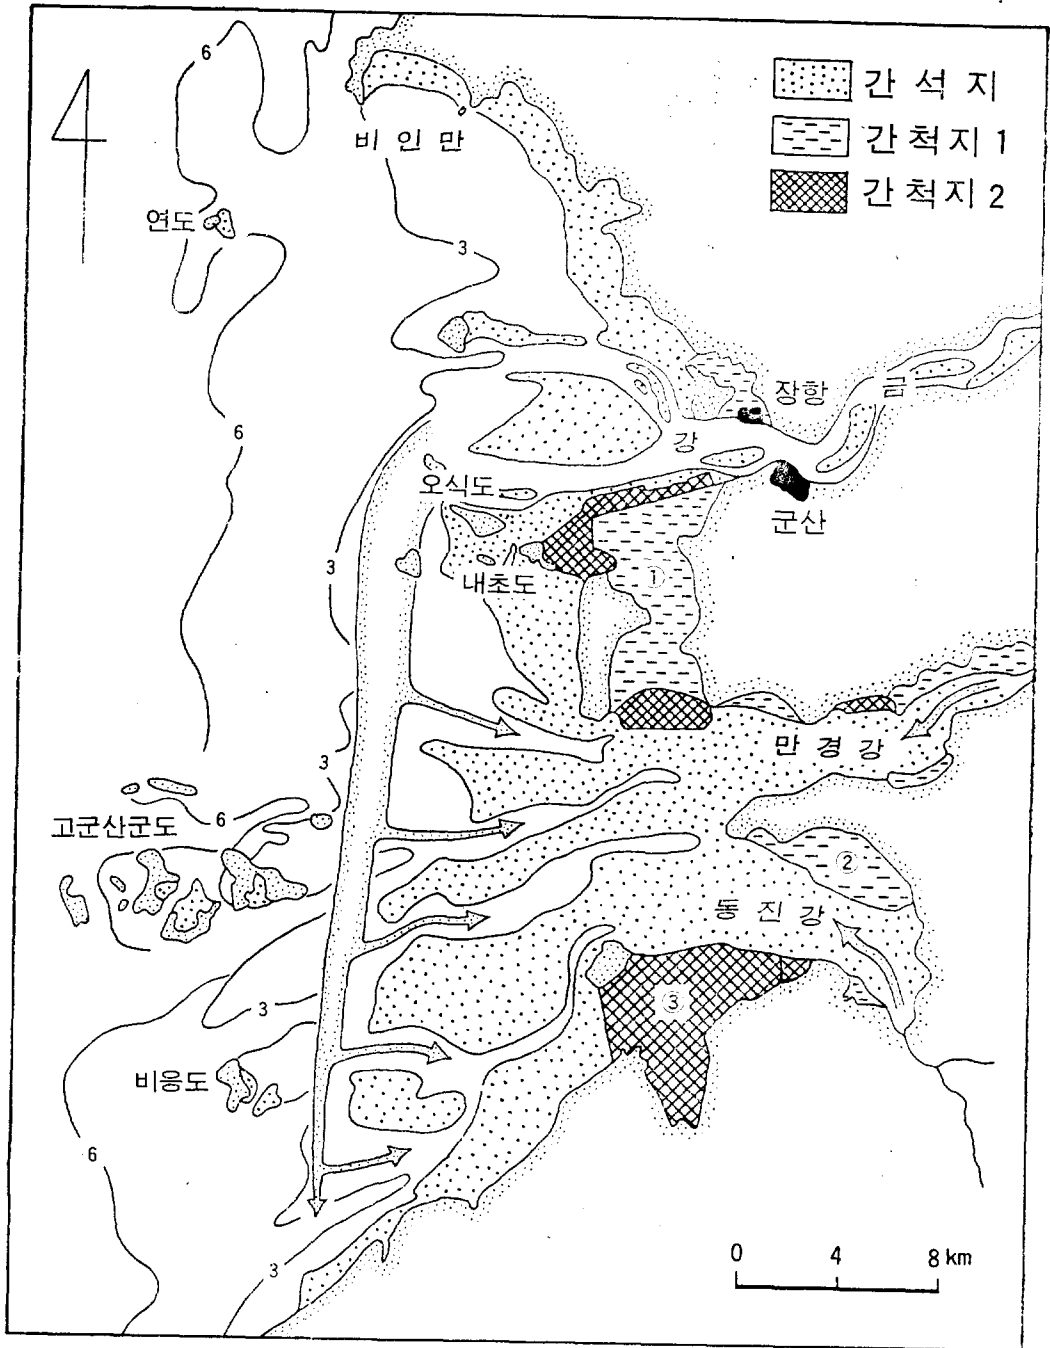 간석지
간척지 1
간척지 2
6
비인만
연도
3
6
장항
금
강
오식도
군산
3
내초도
①
만경강
3
고군산군도
6
②
동진강
③
3
비응도
6
3
0 4 8 km